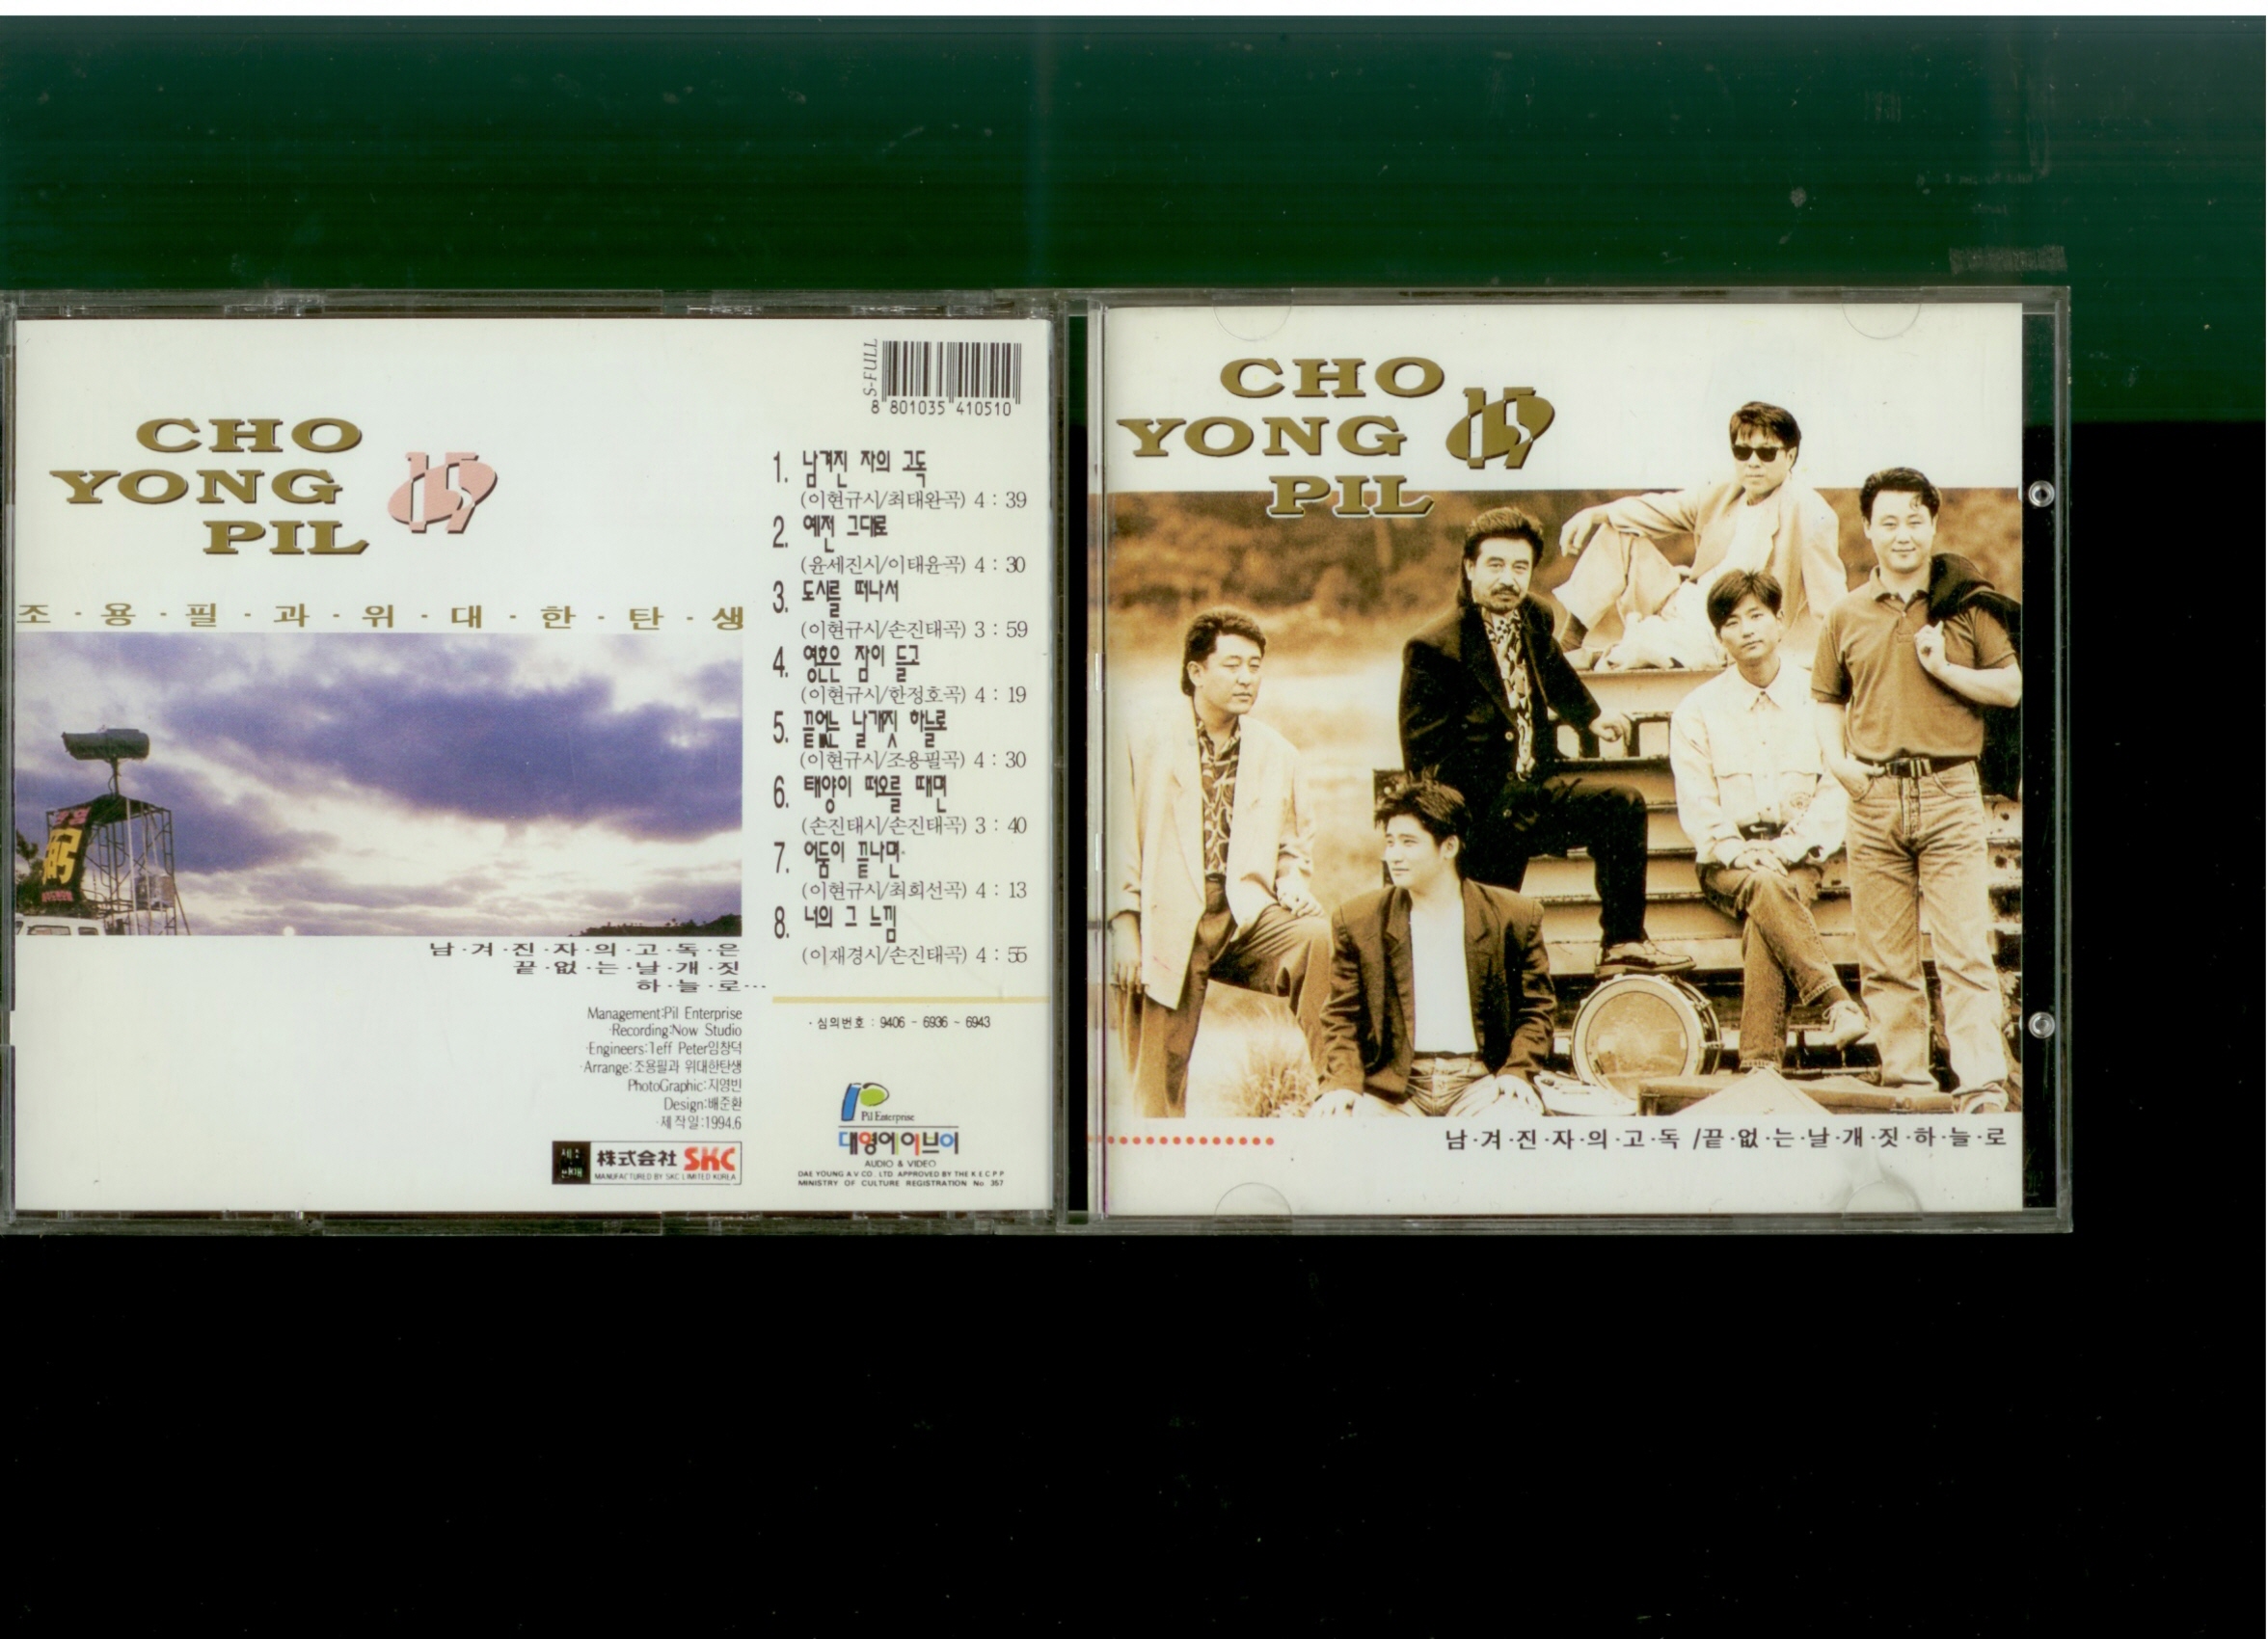 CHO
YONG
PIL
15
조·용·필·과·위·대·한·탄·생
남·겨·진·자·의·고·독·은
끝·없·는·날·개·짓
하·늘·로…
Management:Pil Enterprise
·Recording:Now Studio
·Engineers:Jeff Peter임창덕
·Arrange:조용필과 위대한탄생
PhotoGraphic:지영빈
Design:배준환
·제작일:1994.6
株式会社 SKC
MANUFACTURED BY SKC LIMITED KOREA
S-FULL
8 801035 410510
1. 남겨진 자의 고독
(이현규시/최태완곡) 4 : 39
2. 예전 그대로
(윤세진시/이태윤곡) 4 : 30
3. 도시를 떠나서
(이현규시/손진태곡) 3 : 59
4. 영혼은 잠이 들고
(이현규시/한정호곡) 4 : 19
5. 끝없는 날개짓 하늘로
(이현규시/조용필곡) 4 : 30
6. 태양이 떠오를 때면
(손진태시/손진태곡) 3 : 40
7. 어둠이 끝나면
(이현규시/최희선곡) 4 : 13
8. 너의 그 느낌
(이재경시/손진태곡) 4 : 55
·심의번호 : 9406 - 6936 ~ 6943
Pil Enterprise
대영에이브이
AUDIO & VIDEO
DAE YOUNG A.V CO. LTD. APPROVED BY THE K.E.C.P.P
MINISTRY OF CULTURE REGISTRATION No. 357
CHO
YONG
PIL
15
남·겨·진·자·의·고·독 /끝·없·는·날·개·짓·하·늘·로